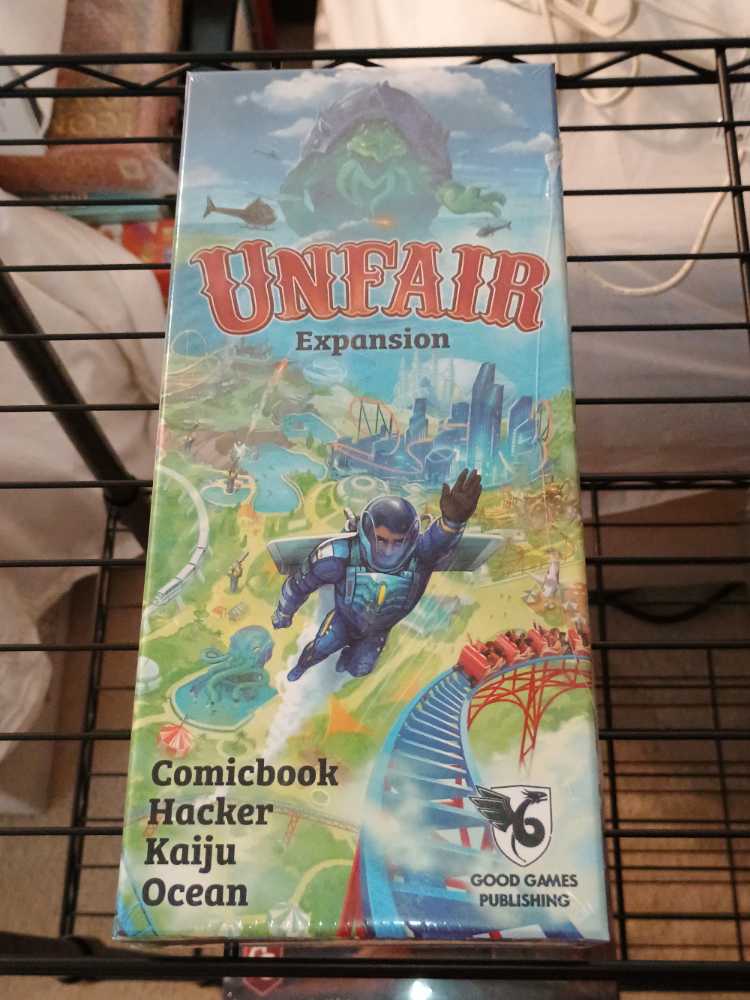 UNFAIR
Expansion
Comicbook
Hacker
Kaiju
Ocean
GOOD GAMES
PUBLISHING